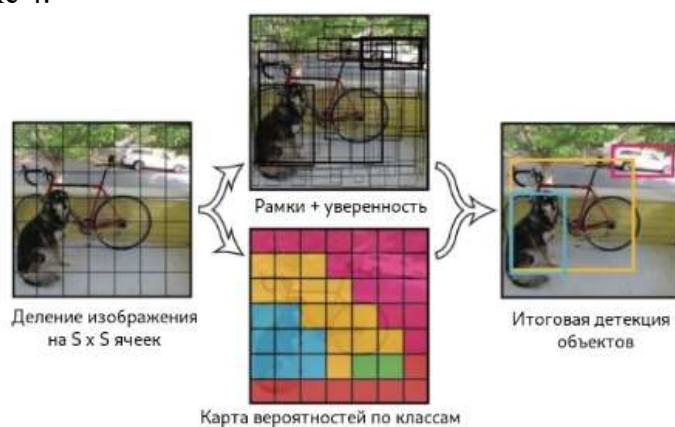 Рамки + уверенность
Деление изображения
на S x S ячеек
Итоговая детекция
объектов
Карта вероятностей по классам